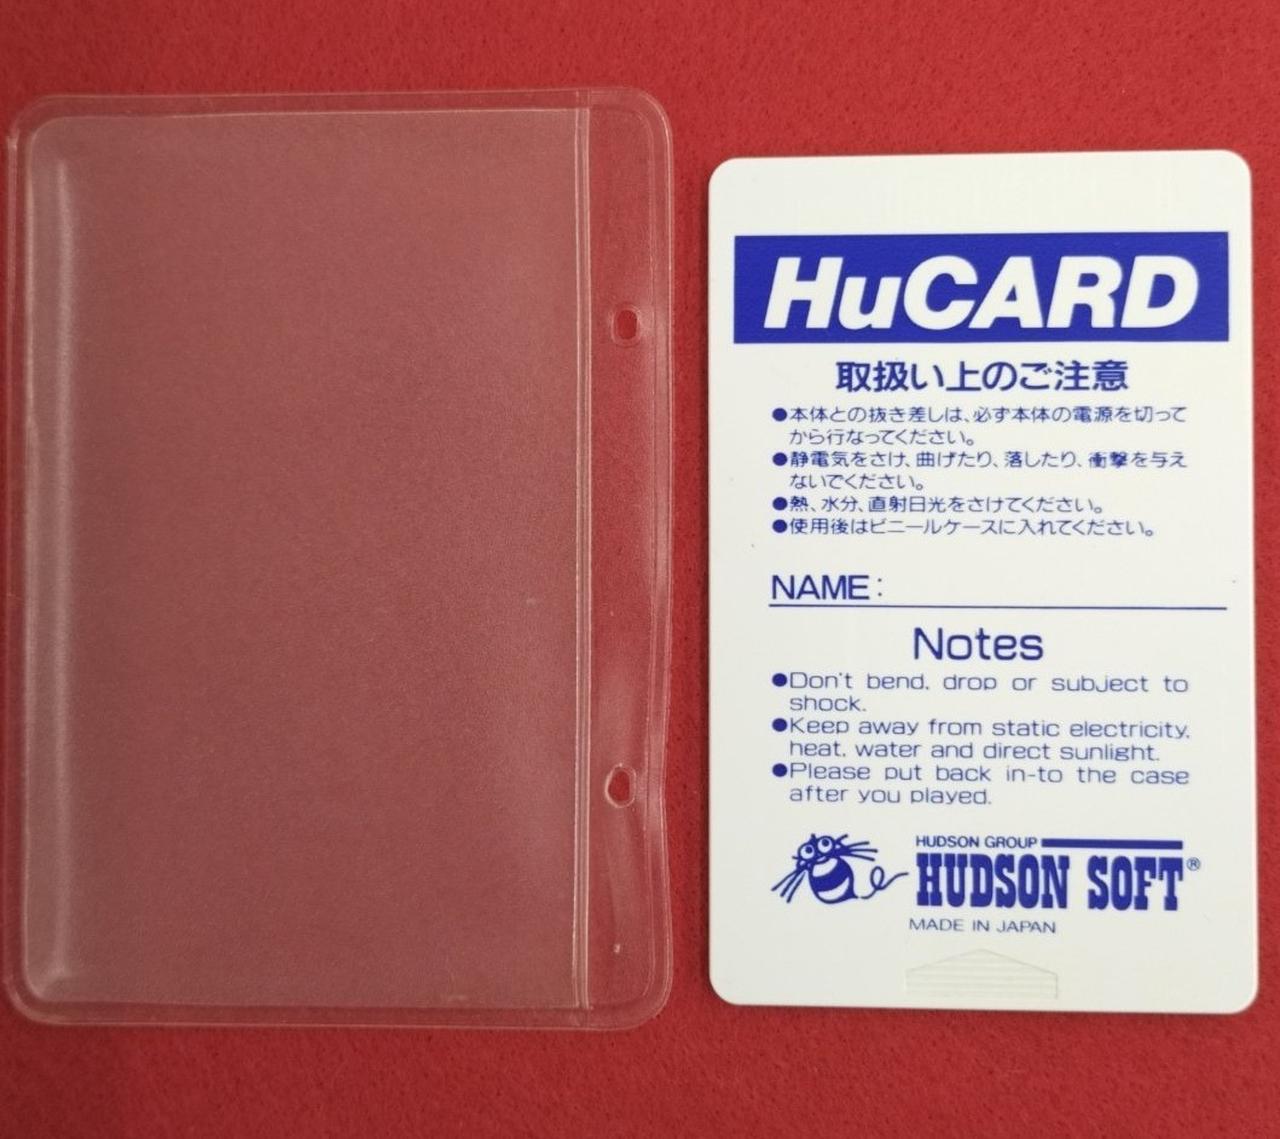 HuCARD
取扱い上のご注意
●本体との抜き差しは、必ず本体の電源を切って
から行なってください。
●静電気をさけ、曲げたり、落したり、衝撃を与え
ないでください。
●熱、水分、直射日光をさけてください。
●使用後はビニールケースに入れてください。
NAME:
Notes
●Don't bend, drop or subject to
shock.
●Keep away from static electricity,
heat, water and direct sunlight.
●Please put back in-to the case
after you played.
HUDSON GROUP
HUDSON SOFT®
MADE IN JAPAN